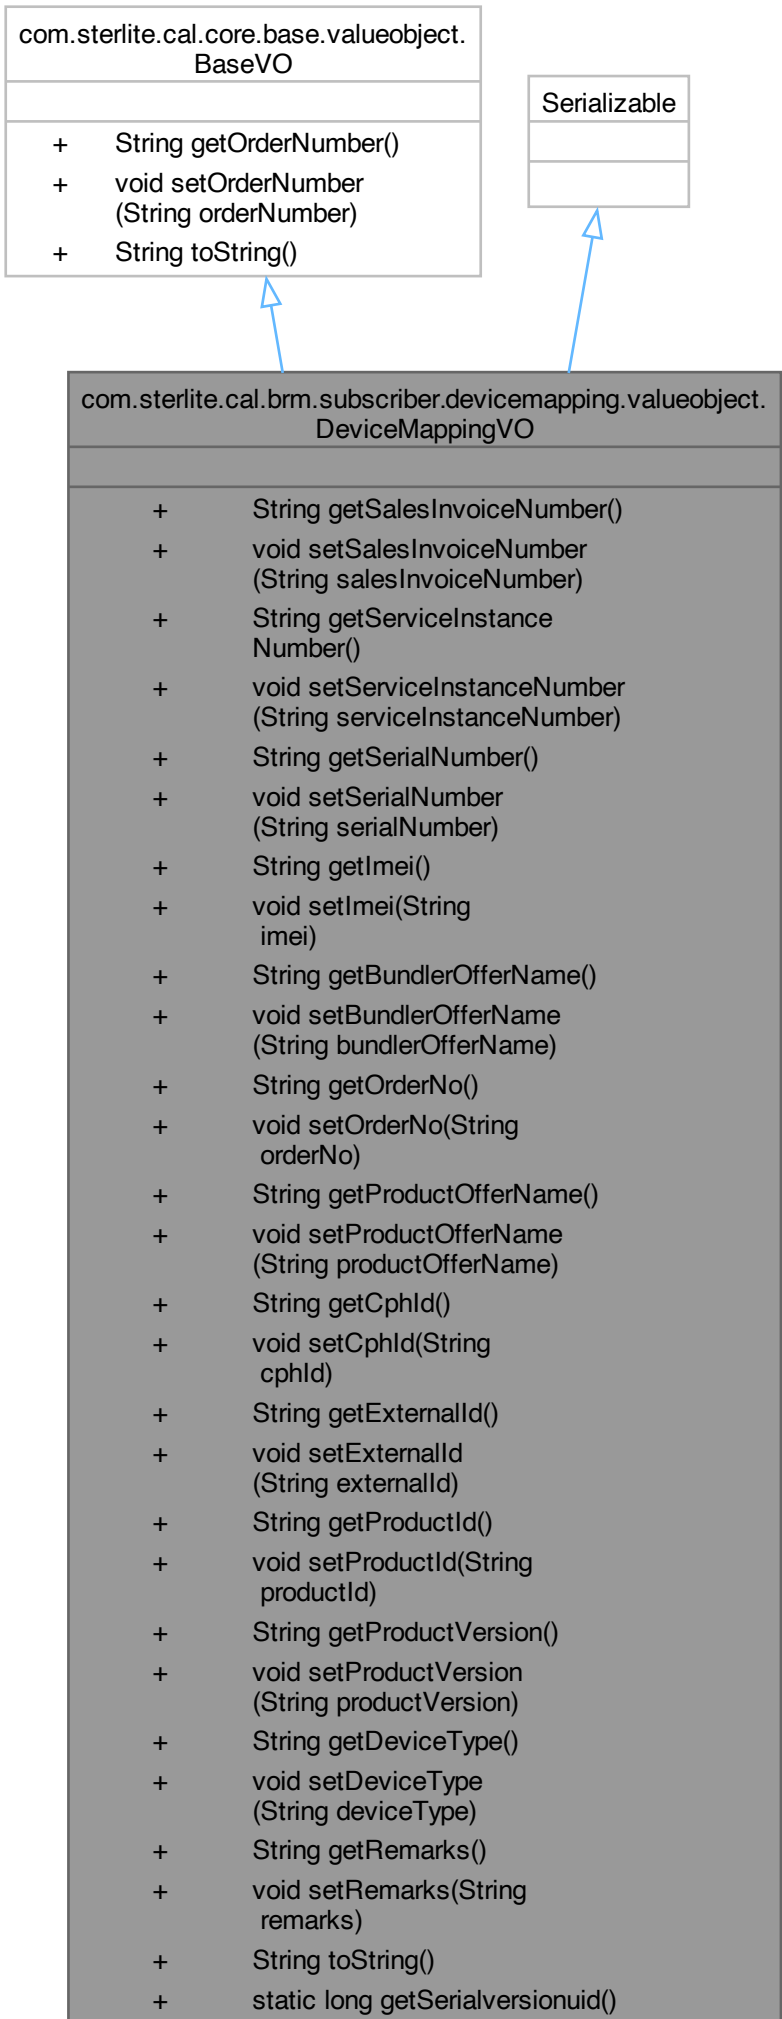 com.sterlite.cal.core.base.valueobject.
BaseVO
+ String getOrderNumber()
+ void setOrderNumber
(String orderNumber)
+ String toString()
Serializable
com.sterlite.cal.brm.subscriber.devicemapping.valueobject.
DeviceMappingVO
+ String getSalesInvoiceNumber()
+ void setSalesInvoiceNumber
(String salesInvoiceNumber)
+ String getServiceInstance
Number()
+ void setServiceInstanceNumber
(String serviceInstanceNumber)
+ String getSerialNumber()
+ void setSerialNumber
(String serialNumber)
+ String getImei()
+ void setImei(String
imei)
+ String getBundlerOfferName()
+ void setBundlerOfferName
(String bundlerOfferName)
+ String getOrderNo()
+ void setOrderNo(String
orderNo)
+ String getProductOfferName()
+ void setProductOfferName
(String productOfferName)
+ String getCphId()
+ void setCphId(String
cphId)
+ String getExternalId()
+ void setExternalId
(String externalId)
+ String getProductId()
+ void setProductId(String
productId)
+ String getProductVersion()
+ void setProductVersion
(String productVersion)
+ String getDeviceType()
+ void setDeviceType
(String deviceType)
+ String getRemarks()
+ void setRemarks(String
remarks)
+ String toString()
+ static long getSerialversionuid()